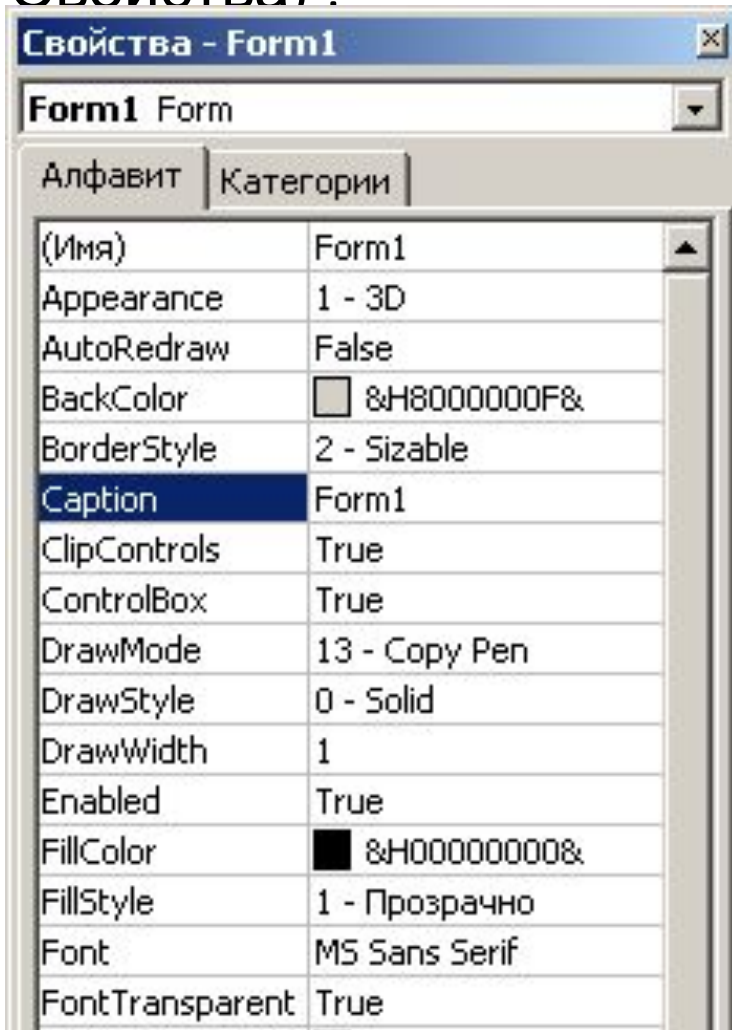 Свойства - Form1
Form1 Form
Алфавит Категории
(Имя) Form1
Appearance 1 - 3D
AutoRedraw False
BackColor &H8000000F&
BorderStyle 2 - Sizable
Caption Form1
ClipControls True
ControlBox True
DrawMode 13 - Copy Pen
DrawStyle 0 - Solid
DrawWidth 1
Enabled True
FillColor &H00000000&
FillStyle 1 - Прозрачно
Font MS Sans Serif
FontTransparent True